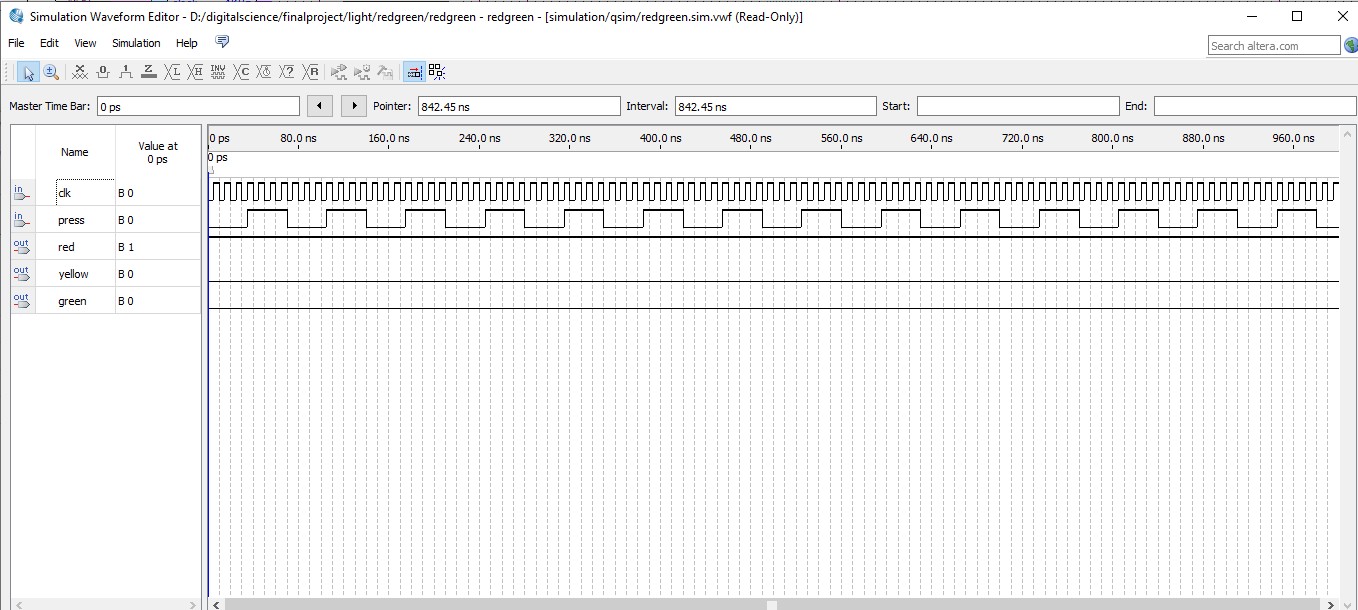 Simulation Waveform Editor - D:/digitalscience/finalproject/light/redgreen/redgreen - redgreen - [simulation/qsim/redgreen.sim.vwf (Read-Only)]
File Edit View Simulation Help
Search altera.com
Master Time Bar: 0 ps Pointer: 842.45 ns Interval: 842.45 ns Start: End:
Name Value at 0 ps
0 ps 80.0 ns 160.0 ns 240.0 ns 320.0 ns 400.0 ns 480.0 ns 560.0 ns 640.0 ns 720.0 ns 800.0 ns 880.0 ns 960.0 ns
0 ps
in clk B 0
in press B 0
out red B 1
out yellow B 0
out green B 0